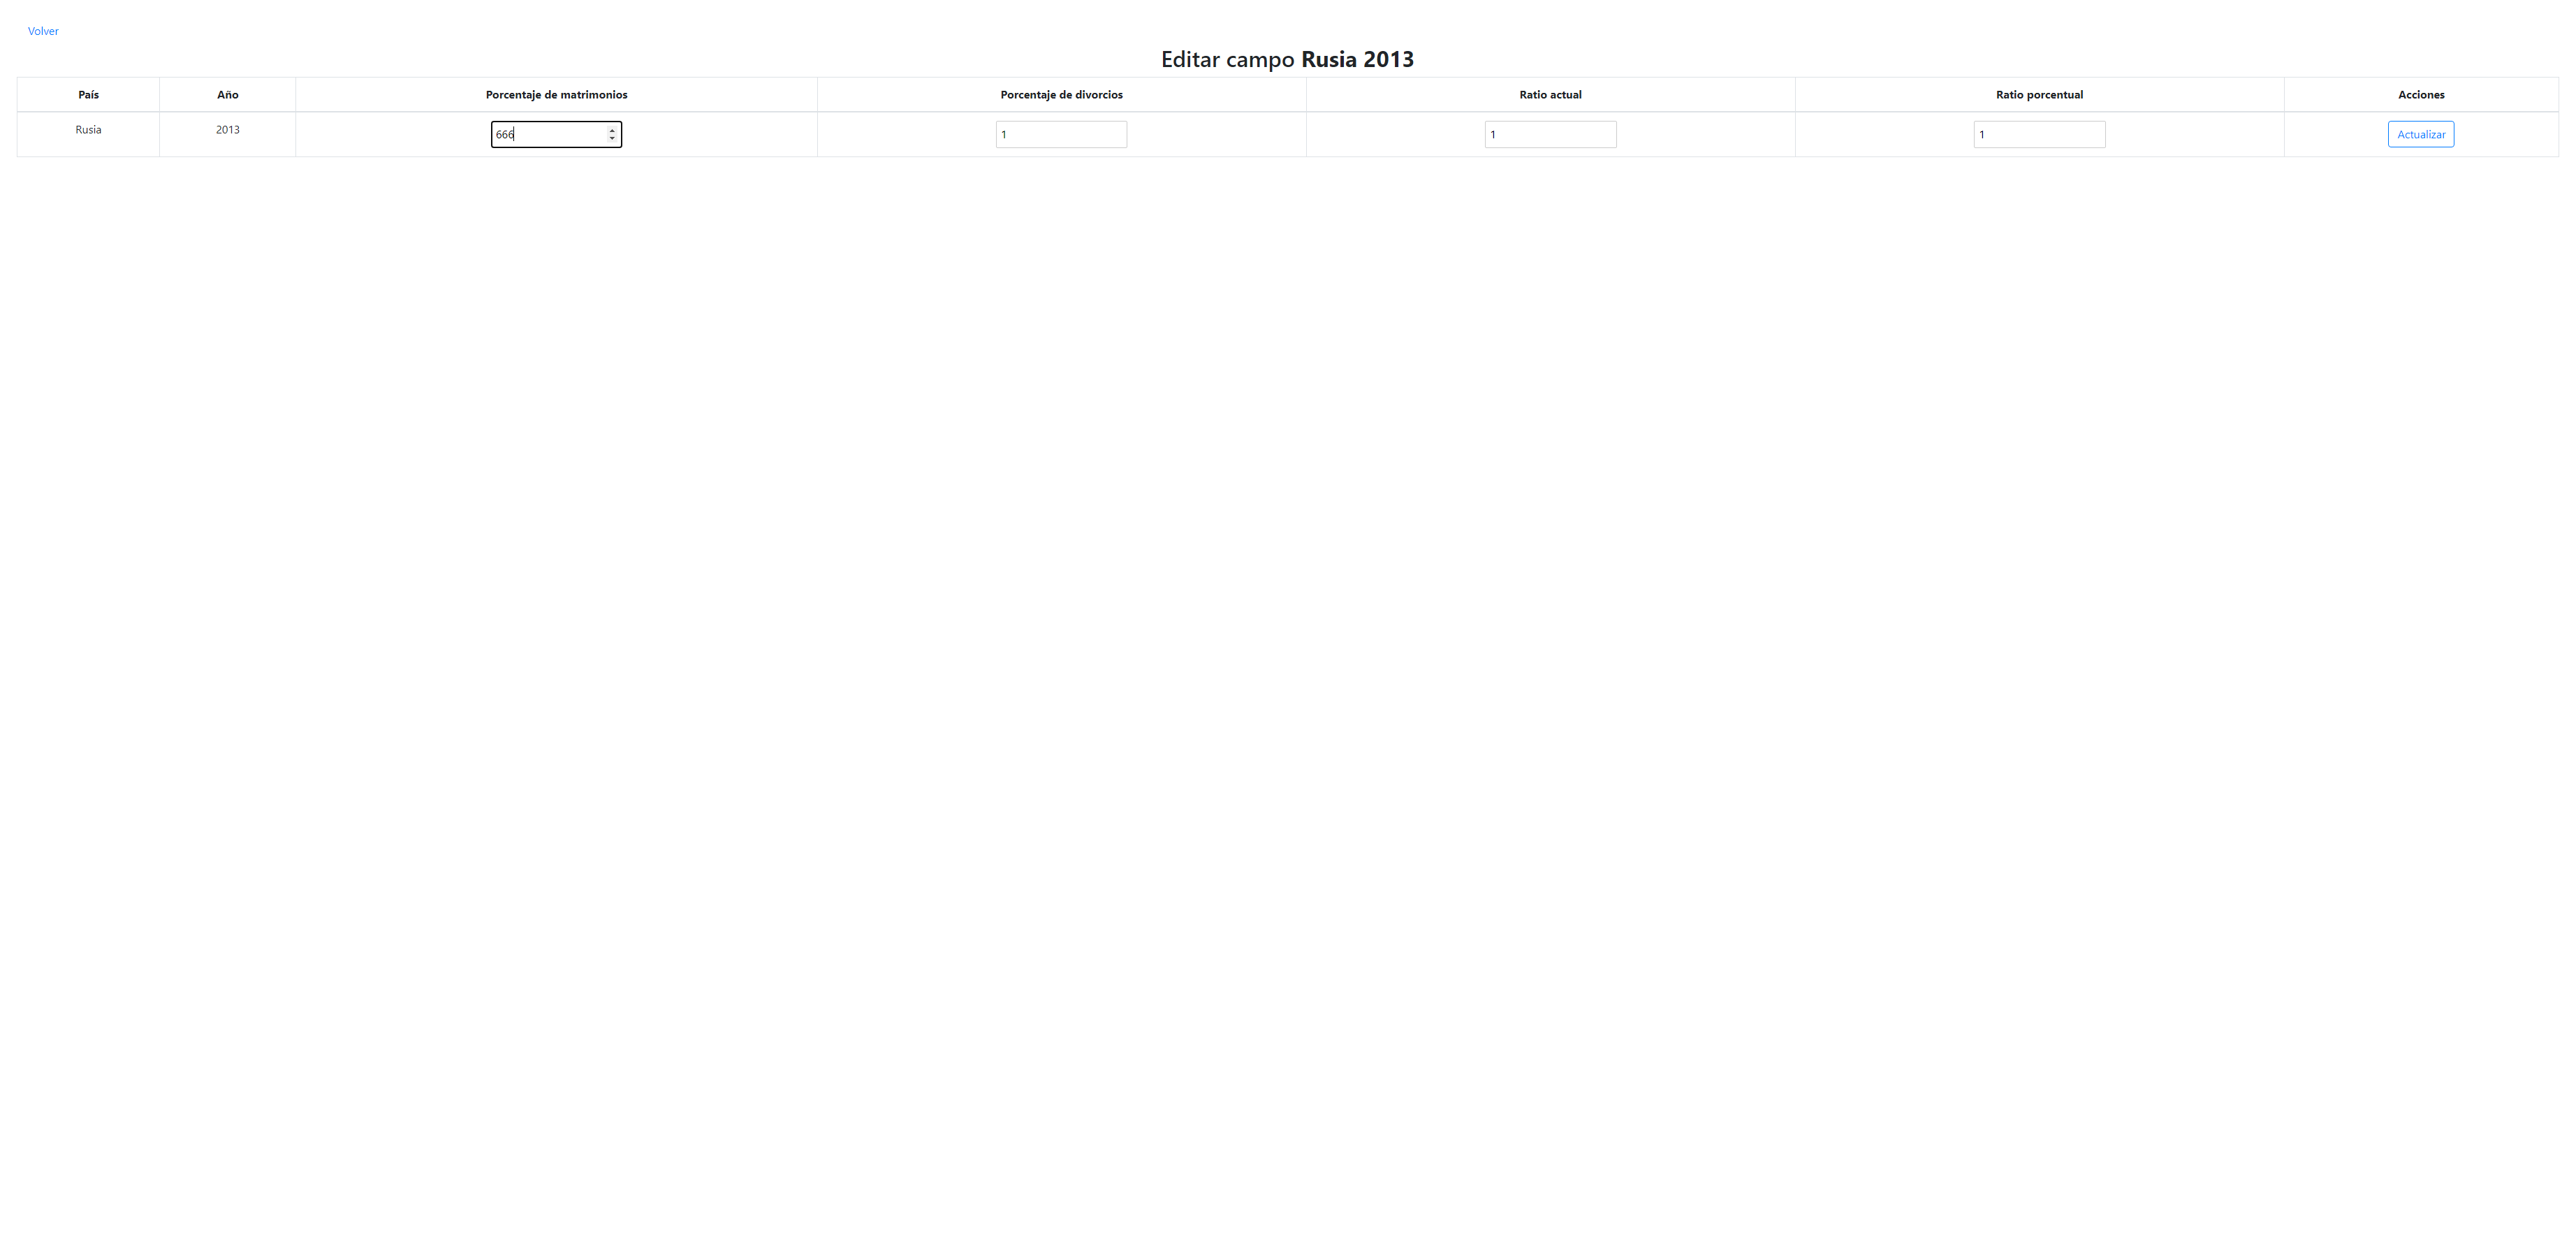 Volver
Editar campo Rusia 2013
País Año Porcentaje de matrimonios Porcentaje de divorcios Ratio actual Ratio porcentual Acciones
Rusia 2013 666 1 1 1 Actualizar